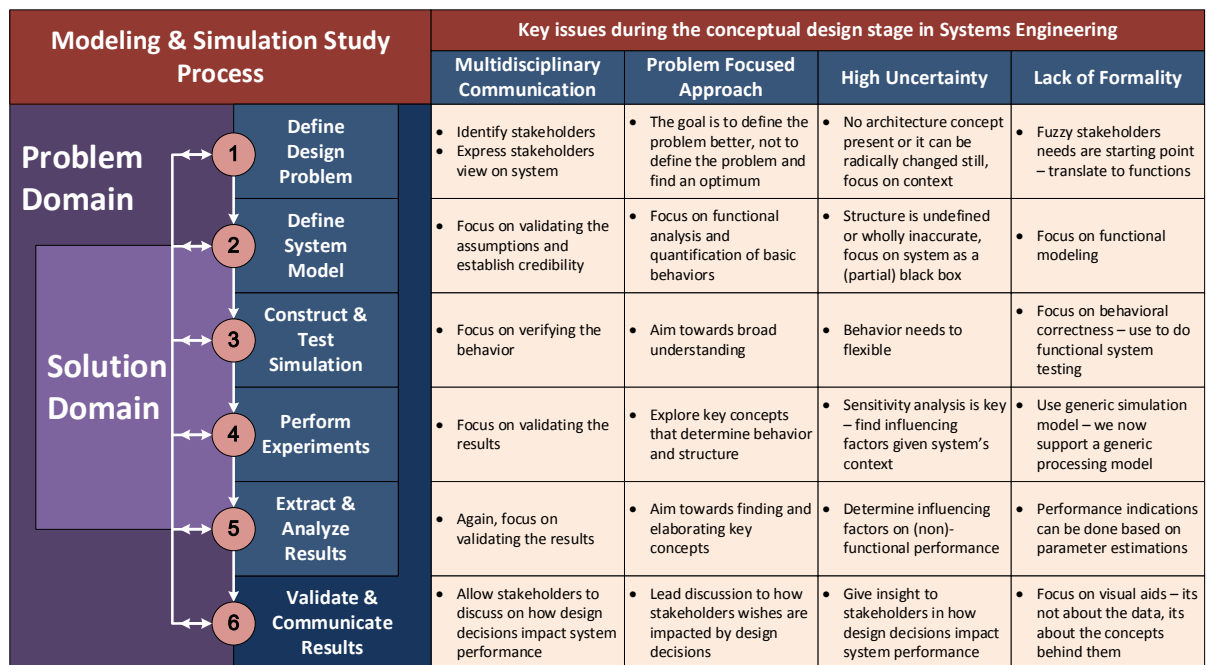 Modeling & Simulation Study
Process
Key issues during the conceptual design stage in Systems Engineering
Multidisciplinary
Communication
Problem Focused
Approach
High Uncertainty
Lack of Formality
Problem
Domain
Solution
Domain
1
Define
Design
Problem
• Identify stakeholders
• Express stakeholders
view on system
• The goal is to define the
problem better, not to
define the problem and
find an optimum
• No architecture concept
present or it can be
radically changed still,
focus on context
• Fuzzy stakeholders
needs are starting point
– translate to functions
2
Define
System
Model
• Focus on validating the
assumptions and
establish credibility
• Focus on functional
analysis and
quantification of basic
behaviors
• Structure is undefined
or wholly inaccurate,
focus on system as a
(partial) black box
• Focus on functional
modeling
3
Construct &
Test
Simulation
• Focus on verifying the
behavior
• Aim towards broad
understanding
• Behavior needs to
flexible
• Focus on behavioral
correctness – use to do
functional system
testing
4
Perform
Experiments
• Focus on validating the
results
• Explore key concepts
that determine behavior
and structure
• Sensitivity analysis is key
– find influencing
factors given system's
context
• Use generic simulation
model – we now
support a generic
processing model
5
Extract &
Analyze
Results
• Again, focus on
validating the results
• Aim towards finding and
elaborating key
concepts
• Determine influencing
factors on (non)-
functional performance
• Performance indications
can be done based on
parameter estimations
6
Validate &
Communicate
Results
• Allow stakeholders to
discuss on how design
decisions impact system
performance
• Lead discussion to how
stakeholders wishes are
impacted by design
decisions
• Give insight to
stakeholders in how
design decisions impact
system performance
• Focus on visual aids – its
not about the data, its
about the concepts
behind them